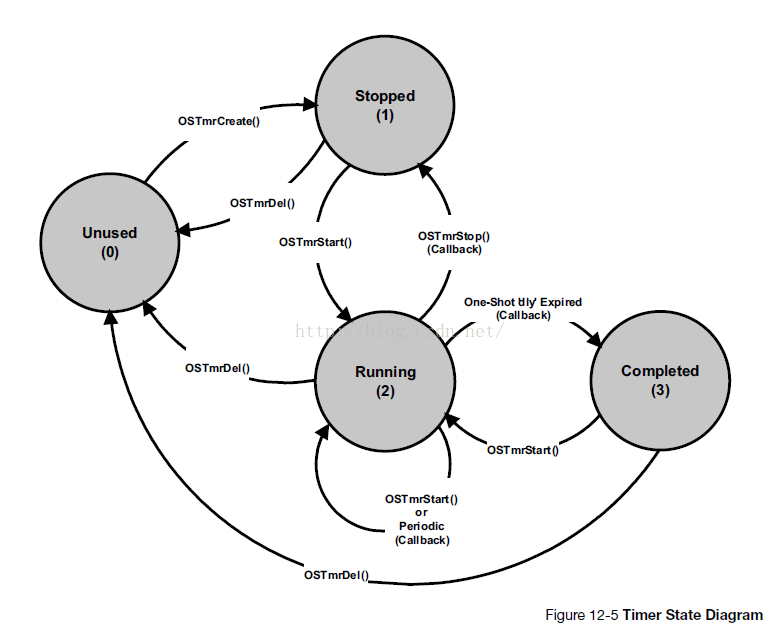 Stopped
(1)
OSTmrCreate()
OSTmrDel()
Unused
(0)
OSTmrStart()
OSTmrStop()
(Callback)
One-Shot 'dly' Expired
(Callback)
http://blog.csdn.net/
OSTmrDel()
Running
(2)
Completed
(3)
OSTmrStart()
OSTmrStart()
or
Periodic
(Callback)
OSTmrDel()
Figure 12-5 Timer State Diagram